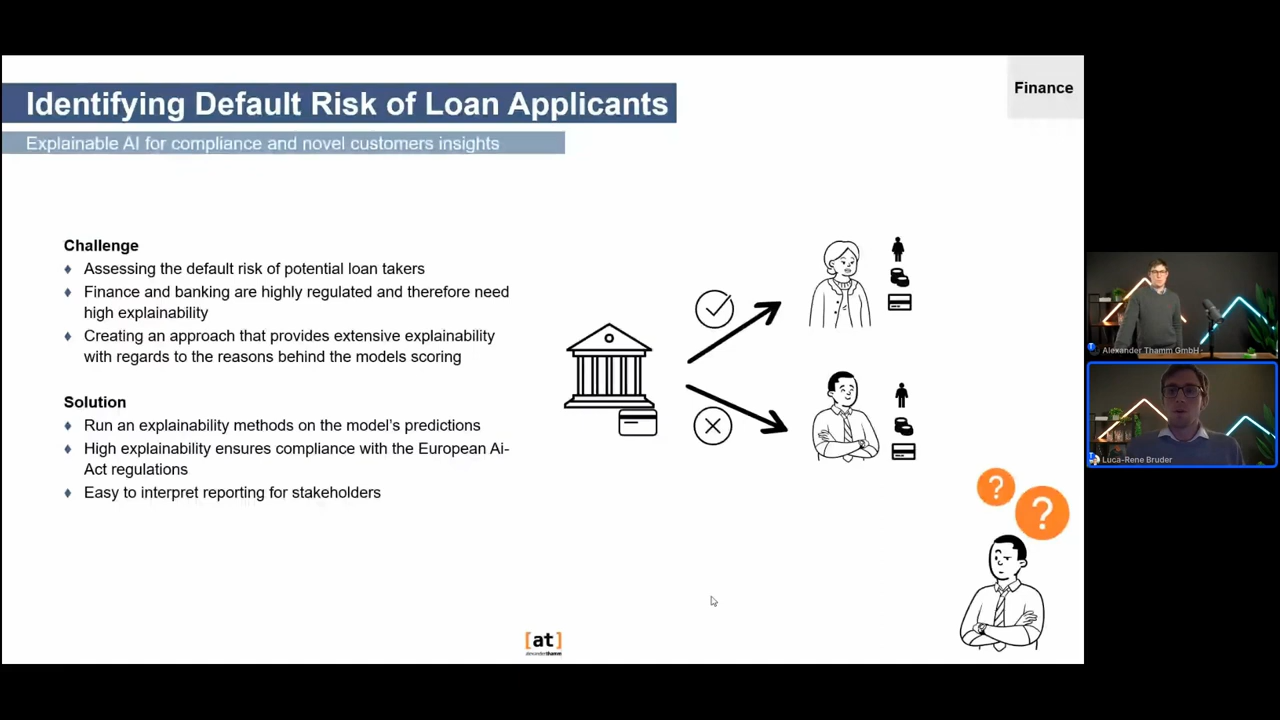 Finance
Identifying Default Risk of Loan Applicants
Explainable AI for compliance and novel customers insights
Challenge
Assessing the default risk of potential loan takers
Finance and banking are highly regulated and therefore need
high explainability
Creating an approach that provides extensive explainability
with regards to the reasons behind the models scoring
Solution
Run an explainability methods on the model's predictions
High explainability ensures compliance with the European Ai-
Act regulations
Easy to interpret reporting for stakeholders
? ?
[at]
alexanderthamm
Alexander Thamm GmbH
Luca-Rene Bruder